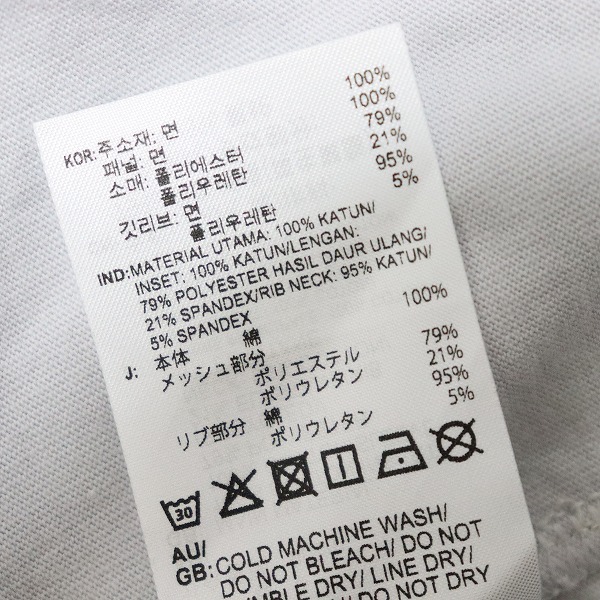 KOR: 주소재: 면 100%
패널: 면 100%
소매: 폴리에스터 79%
폴리우레탄 21%
깃리브: 면 95%
폴리우레탄 5%
IND: MATERIAL UTAMA: 100% KATUN/
INSET: 100% KATUN/LENGAN:
79% POLYESTER HASIL DAUR ULANG/
21% SPANDEX/RIB NECK: 95% KATUN/
5% SPANDEX
J: 本体 綿 100%
メッシュ部分 ポリエステル 79%
ポリウレタン 21%
リブ部分 綿 95%
ポリウレタン 5%
30
AU/
GB: COLD MACHINE WASH/
DO NOT BLEACH/ DO NOT
UMBLE DRY/ LINE DRY/
DO NOT DRY